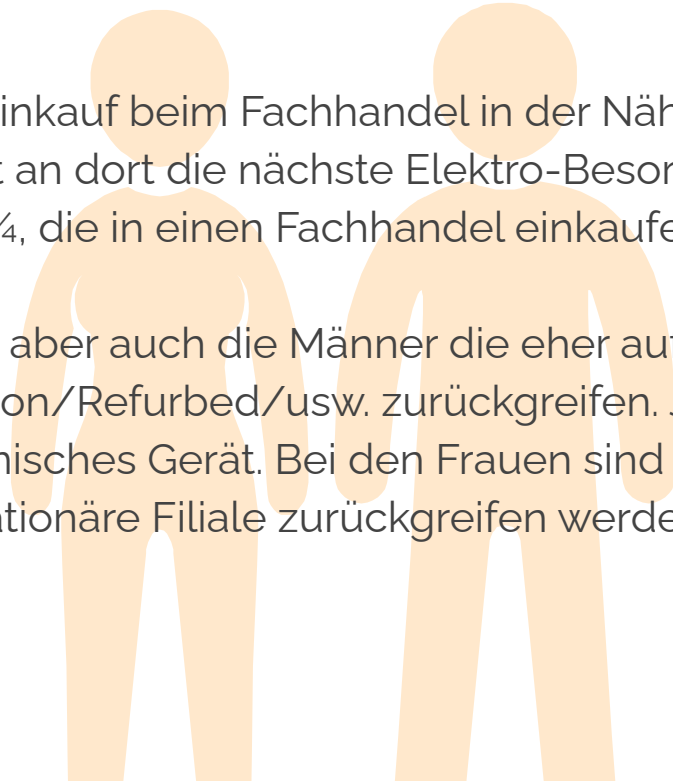 inkauf beim Fachhandel in der Näh
t an dort die nächste Elektro-Beson
¼, die in einen Fachhandel einkaufe
aber auch die Männer die eher auf
on/Refurbed/usw. zurückgreifen. J
nisches Gerät. Bei den Frauen sind
ationäre Filiale zurückgreifen werde